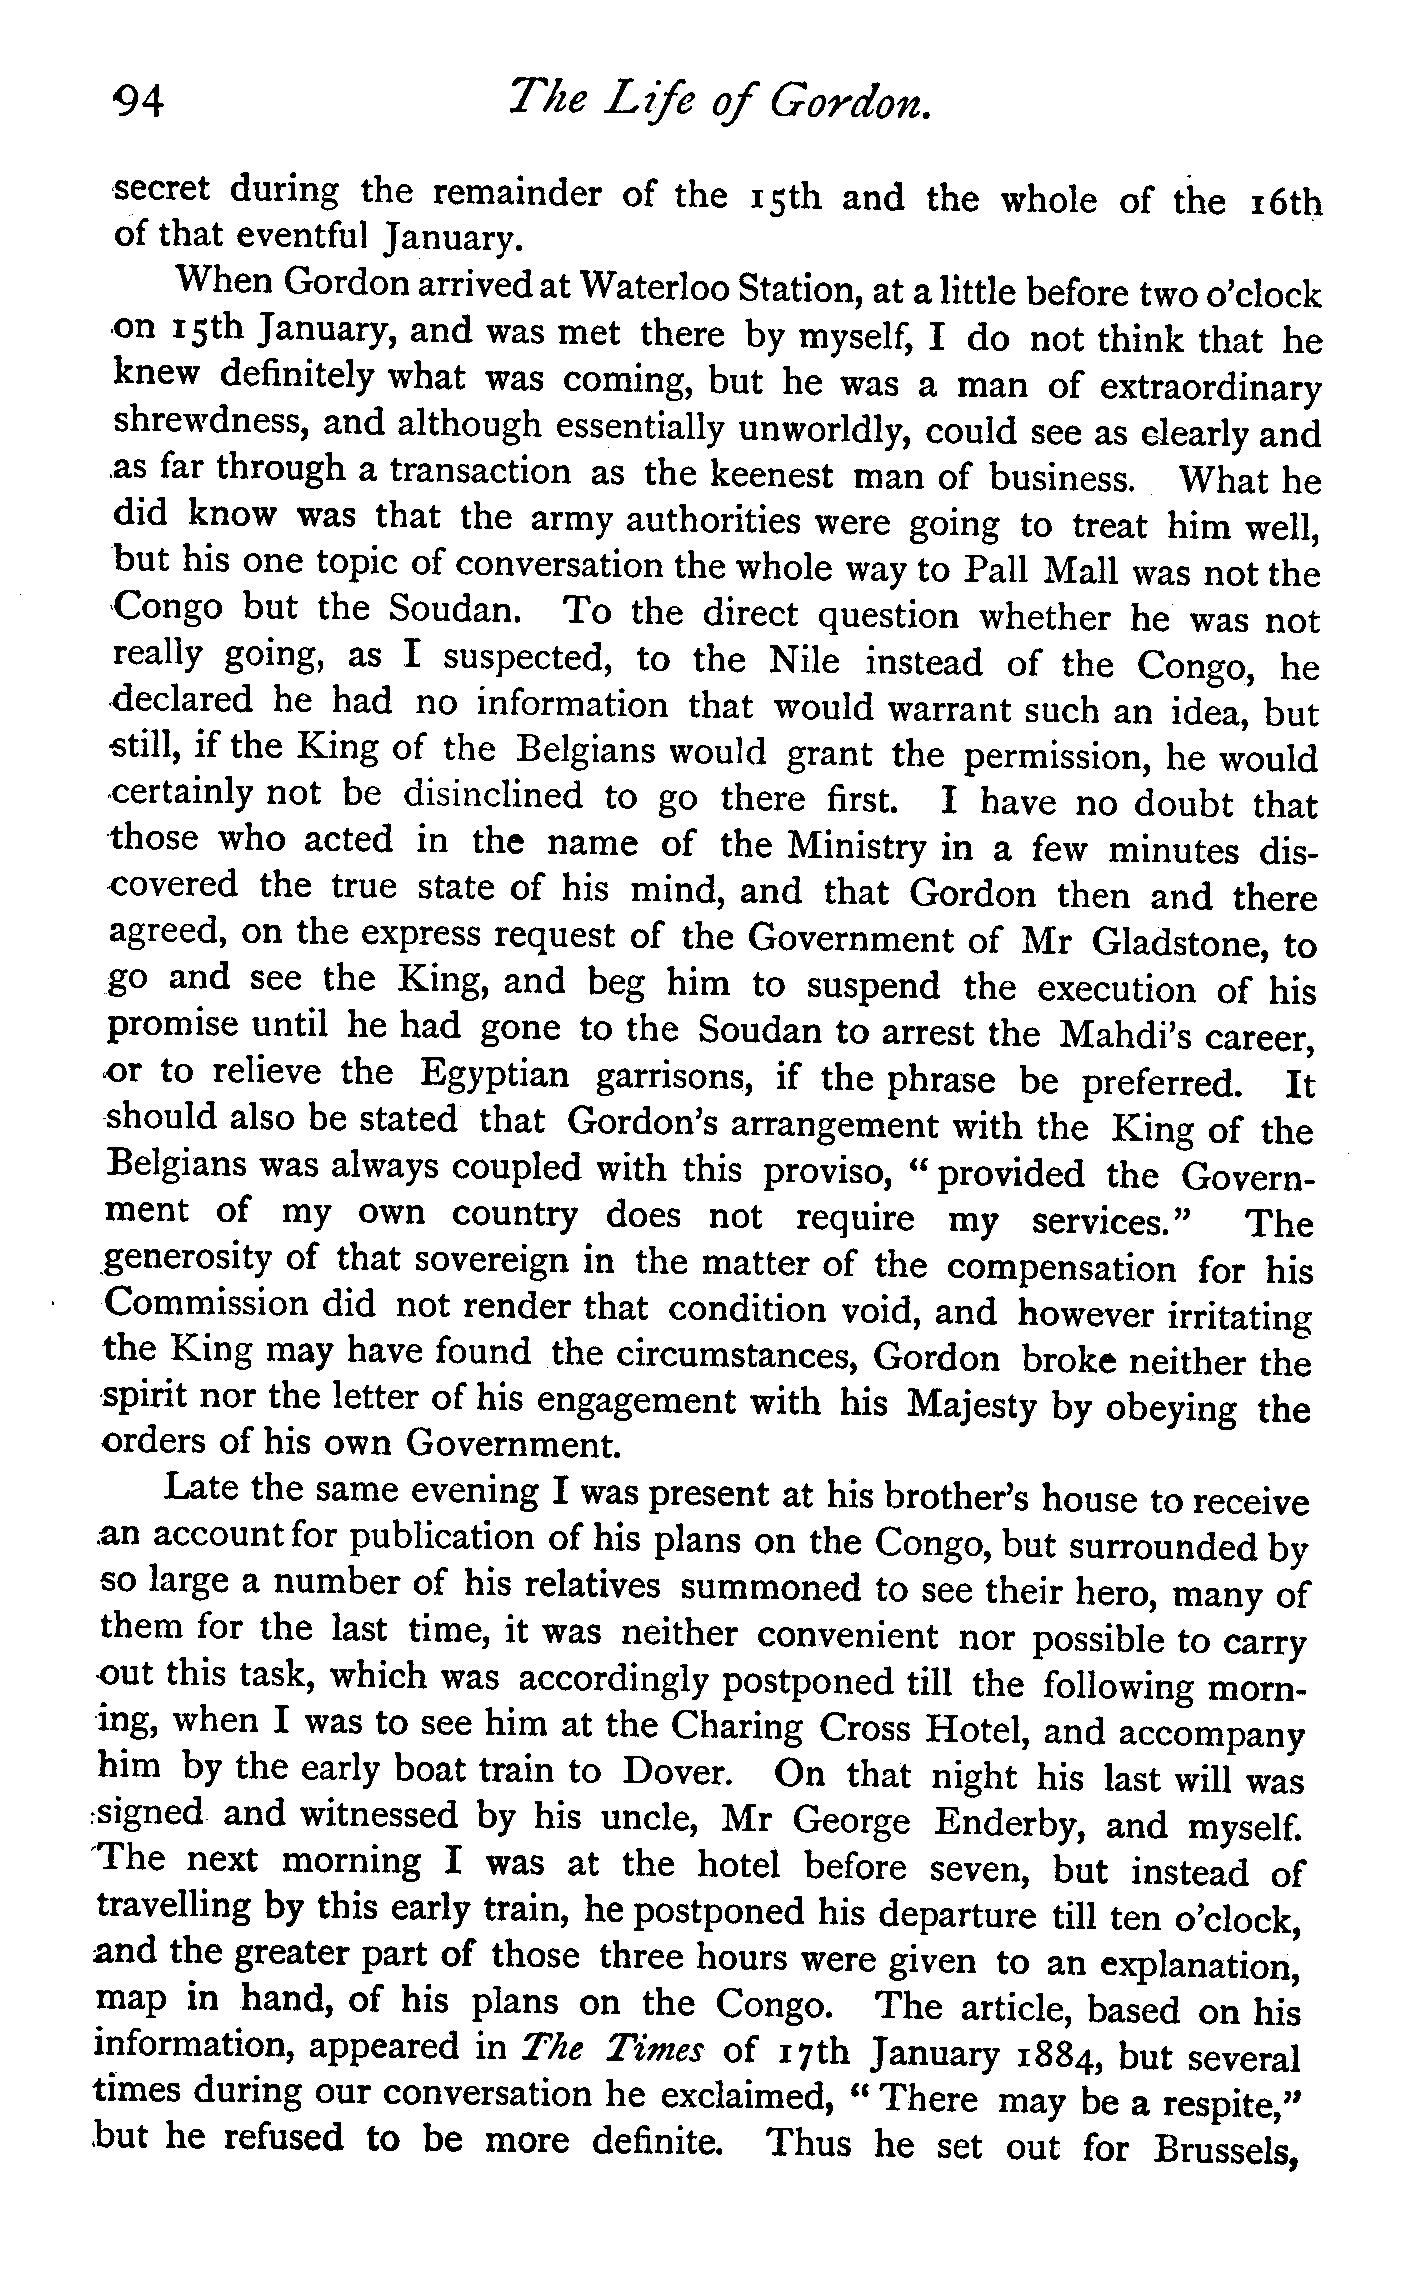 94 The Life of Gordon.
secret during the remainder of the 15th and the whole of the 16th
of that eventful January.
When Gordon arrived at Waterloo Station, at a little before two o'clock
on 15th January, and was met there by myself, I do not think that he
knew definitely what was coming, but he was a man of extraordinary
shrewdness, and although essentially unworldly, could see as clearly and
as far through a transaction as the keenest man of business. What he
did know was that the army authorities were going to treat him well,
but his one topic of conversation the whole way to Pall Mall was not the
Congo but the Soudan. To the direct question whether he was not
really going, as I suspected, to the Nile instead of the Congo, he
declared he had no information that would warrant such an idea, but
still, if the King of the Belgians would grant the permission, he would
certainly not be disinclined to go there first. I have no doubt that
those who acted in the name of the Ministry in a few minutes dis-
covered the true state of his mind, and that Gordon then and there
agreed, on the express request of the Government of Mr Gladstone, to
go and see the King, and beg him to suspend the execution of his
promise until he had gone to the Soudan to arrest the Mahdi's career,
or to relieve the Egyptian garrisons, if the phrase be preferred. It
should also be stated that Gordon's arrangement with the King of the
Belgians was always coupled with this proviso, "provided the Govern-
ment of my own country does not require my services." The
generosity of that sovereign in the matter of the compensation for his
Commission did not render that condition void, and however irritating
the King may have found the circumstances, Gordon broke neither the
spirit nor the letter of his engagement with his Majesty by obeying the
orders of his own Government.
Late the same evening I was present at his brother's house to receive
an account for publication of his plans on the Congo, but surrounded by
so large a number of his relatives summoned to see their hero, many of
them for the last time, it was neither convenient nor possible to carry
out this task, which was accordingly postponed till the following morn-
ing, when I was to see him at the Charing Cross Hotel, and accompany
him by the early boat train to Dover. On that night his last will was
signed and witnessed by his uncle, Mr George Enderby, and myself.
The next morning I was at the hotel before seven, but instead of
travelling by this early train, he postponed his departure till ten o'clock,
and the greater part of those three hours were given to an explanation,
map in hand, of his plans on the Congo. The article, based on his
information, appeared in The Times of 17th January 1884, but several
times during our conversation he exclaimed, "There may be a respite,"
but he refused to be more definite. Thus he set out for Brussels,